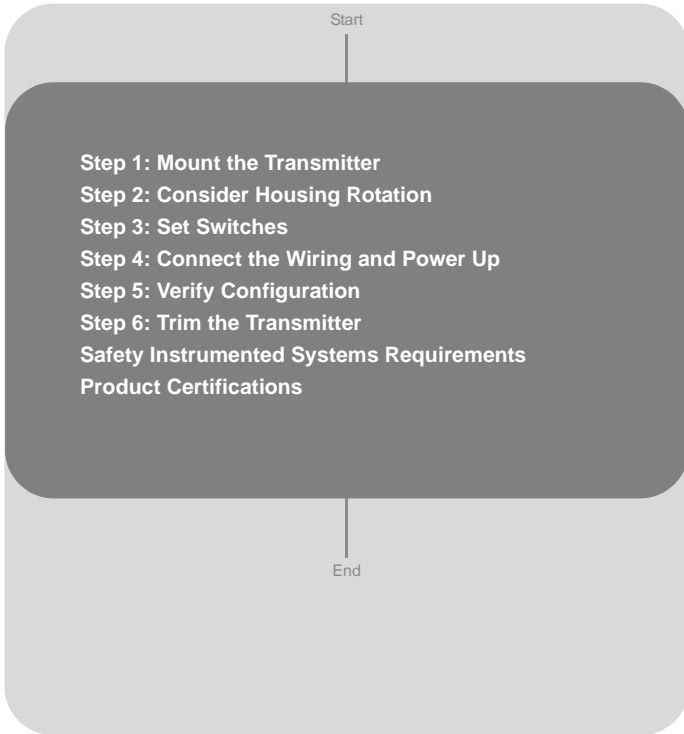 Start
Step 1: Mount the Transmitter
Step 2: Consider Housing Rotation
Step 3: Set Switches
Step 4: Connect the Wiring and Power Up
Step 5: Verify Configuration
Step 6: Trim the Transmitter
Safety Instrumented Systems Requirements
Product Certifications
End